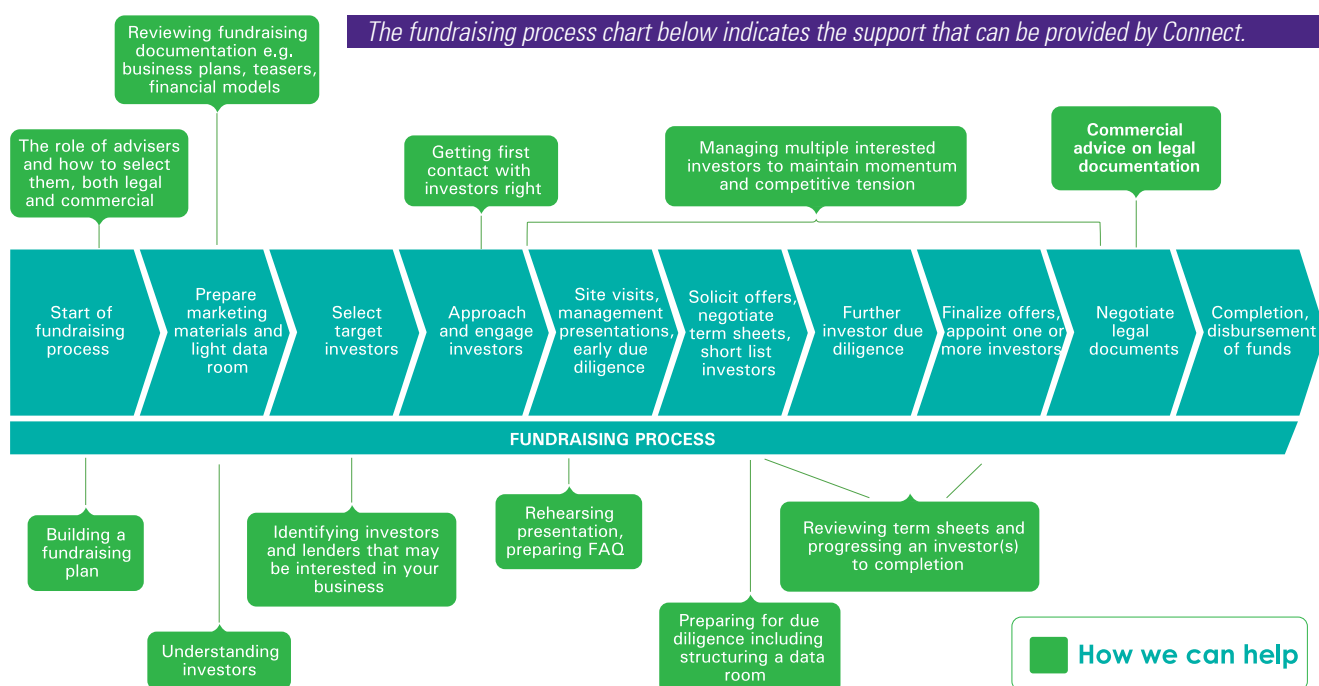 The fundraising process chart below indicates the support that can be provided by Connect.
Reviewing fundraising
documentation e.g.
business plans, teasers,
financial models
The role of advisers
and how to select
them, both legal
and commercial
Getting first
contact with
investors right
Managing multiple interested
investors to maintain momentum
and competitive tension
Commercial
advice on legal
documentation
Start of
fundraising
process
Prepare
marketing
materials and
light data
room
Select
target
investors
Approach
and engage
investors
Site visits,
management
presentations,
early due
diligence
Solicit offers,
negotiate
term sheets,
short list
investors
Further
investor due
diligence
Finalize offers,
appoint one or
more investors
Negotiate
legal
documents
Completion,
disbursement
of funds
FUNDRAISING PROCESS
Building a
fundraising
plan
Understanding
investors
Identifying investors
and lenders that may
be interested in your
business
Rehearsing
presentation,
preparing FAQ
Preparing for due
diligence including
structuring a data
room
Reviewing term sheets and
progressing an investor(s)
to completion
How we can help